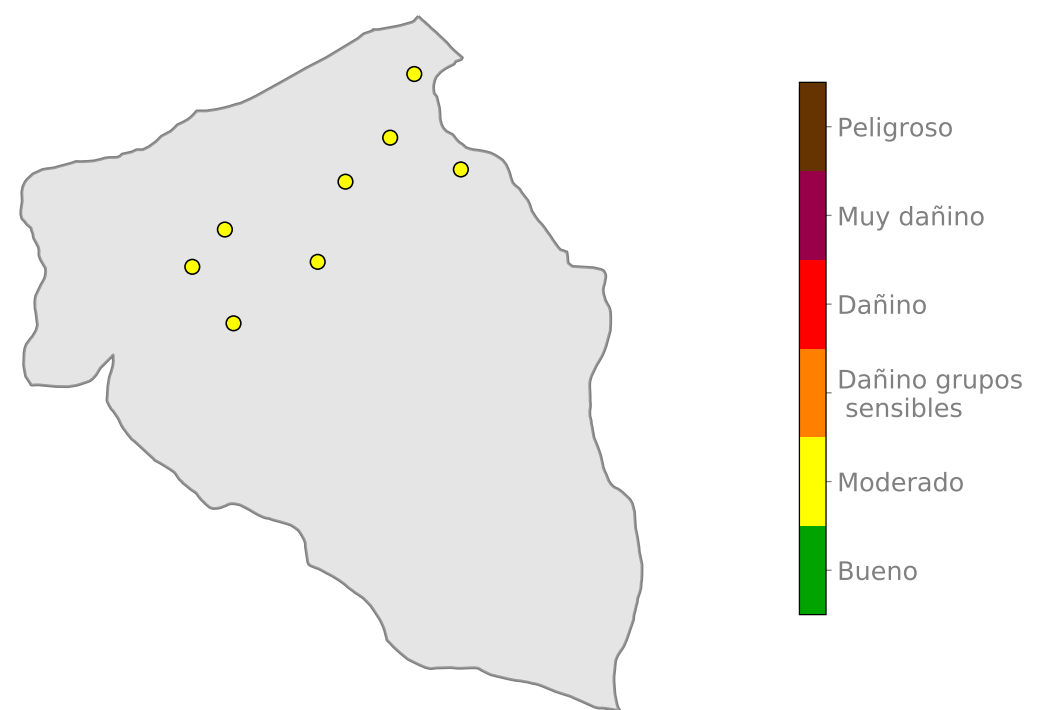 Peligroso
Muy dañino
Dañino
Dañino grupos
sensibles
Moderado
Bueno